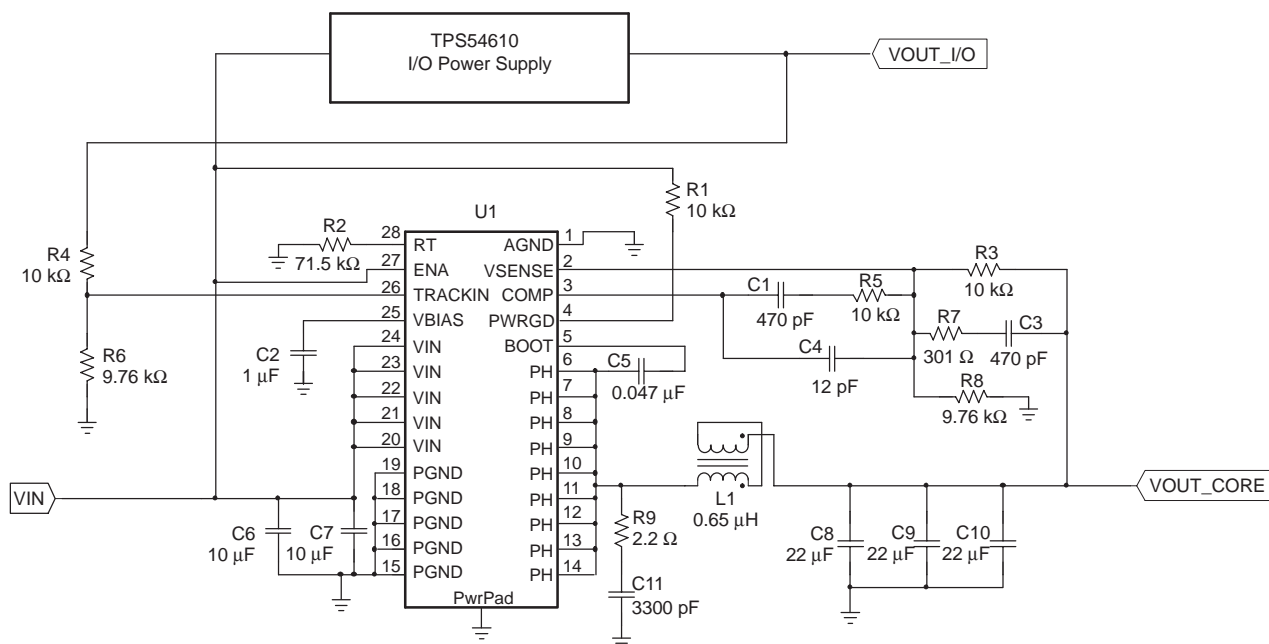 TPS54610
I/O Power Supply
VOUT_I/O
R1
10 kΩ
U1
R2
71.5 kΩ
R4
10 kΩ
R6
9.76 kΩ
C2
1 μF
28 RT
27 ENA
26 TRACKIN
25 VBIAS
24 VIN
23 VIN
22 VIN
21 VIN
20 VIN
19 PGND
18 PGND
17 PGND
16 PGND
15 PGND
AGND 1
VSENSE 2
COMP 3
PWRGD 4
BOOT 5
PH 6
PH 7
PH 8
PH 9
PH 10
PH 11
PH 12
PH 13
PH 14
PwrPad
R3
10 kΩ
C1
470 pF
R5
10 kΩ
R7
301 Ω
C3
470 pF
C4
12 pF
R8
9.76 kΩ
C5
0.047 μF
L1
0.65 μH
VIN
VOUT_CORE
C6
10 μF
C7
10 μF
R9
2.2 Ω
C11
3300 pF
C8
22 μF
C9
22 μF
C10
22 μF